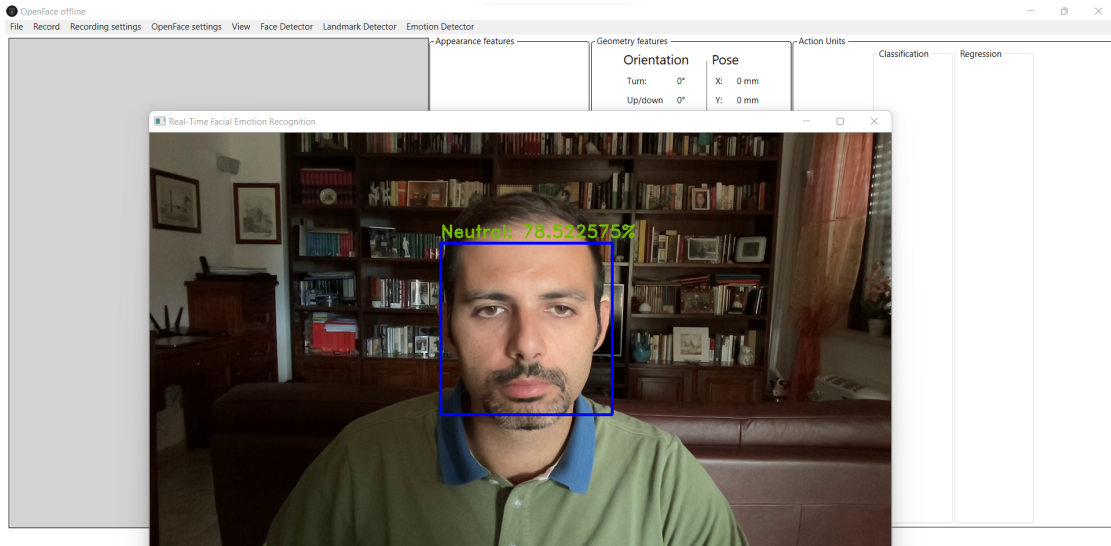 OpenFace offline
File Record Recording settings OpenFace settings View Face Detector Landmark Detector Emotion Detector
Appearance features
Geometry features
Action Units
Orientation
Pose
Classification
Regression
Turn: 0°
X: 0 mm
Up/down 0°
Y: 0 mm
Real-Time Facial Emotion Recognition
Neutral: 78.522575%